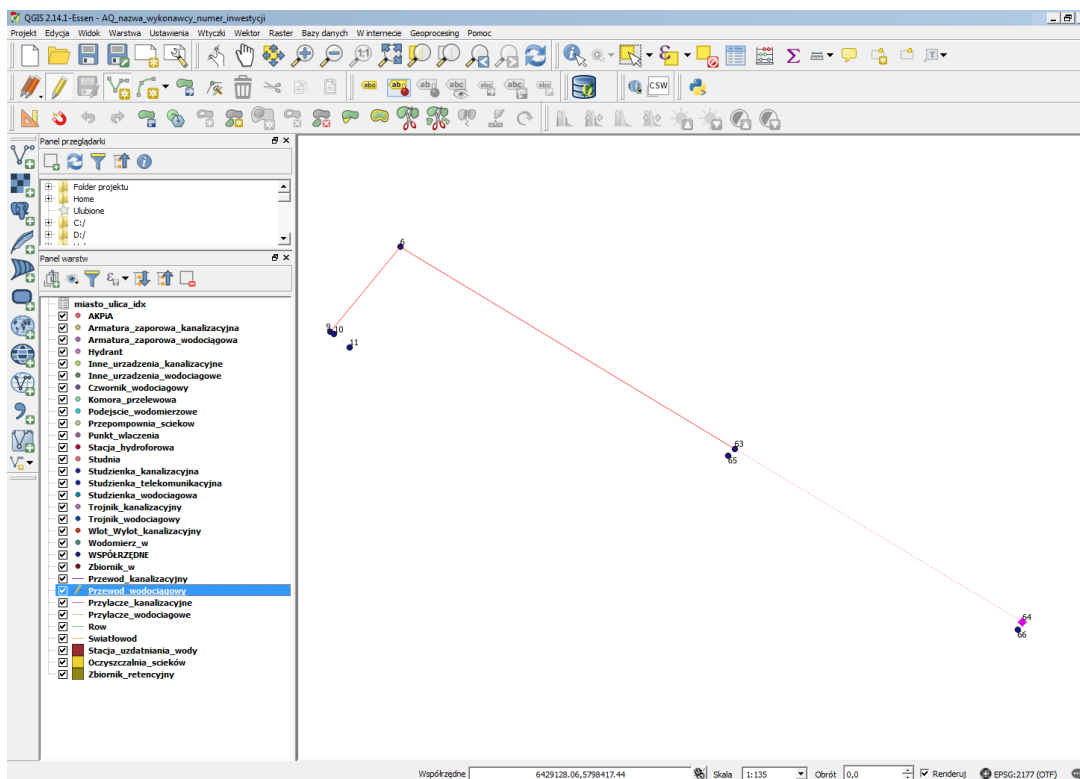 QGIS 2.14.1-Essen - AQ_nazwa_wykonawcy_numer_inwestycji
Projekt Edycja Widok Warstwa Ustawienia Wtyczki Wektor Raster Bazy danych W internecie Geoprocesing Pomoc
CSW
Panel przeglądarki
Folder projektu
Home
Ulubione
C:/
D:/
Panel warstw
miasto_ulica_idx
AKPiA
Armatura_zaporowa_kanalizacyjna
Armatura_zaporowa_wodociągowa
Hydrant
Inne_urzadzenia_kanalizacyjne
Inne_urzadzenia_wodociagowe
Czwornik_wodociagowy
Komora_przelewowa
Podejscie_wodomierzowe
Przepompownia_sciekow
Punkt_wlaczenia
Stacja_hydroforowa
Studnia
Studzienka_kanalizacyjna
Studzienka_telekomunikacyjna
Studzienka_wodociagowa
Trojnik_kanalizacyjny
Trojnik_wodociagowy
Wlot_Wylot_kanalizacyjny
Wodomierz_w
WSPÓŁRZĘDNE
Zbiornik_w
Przewod_kanalizacyjny
Przewod_wodociągowy
Przylacze_kanalizacyjne
Przylacze_wodociagowe
Row
Swiatłowod
Stacja_uzdatniania_wody
Oczyszczalnia_scieków
Zbiornik_retencyjny
6
9
10
11
63
65
64
66
Współrzędne 6429128.06,5798417.44 Skala 1:135 Obrót 0,0 Renderuj EPSG:2177 (OTF)